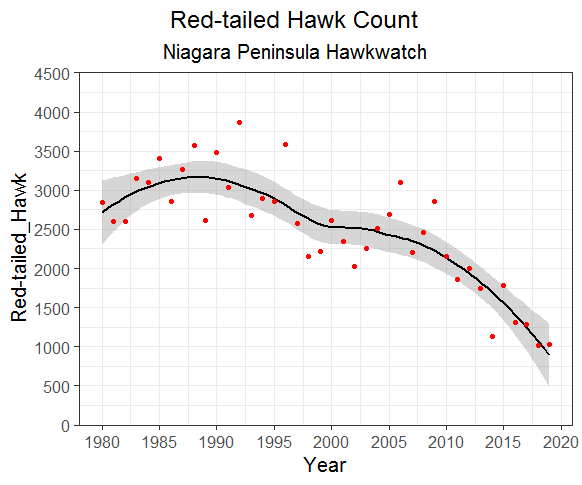 Red-tailed Hawk Count
Niagara Peninsula Hawkwatch
4500
4000
3500
3000
2500
2000
1500
1000
500
0
Red-tailed_Hawk
1980 1985 1990 1995 2000 2005 2010 2015 2020
Year